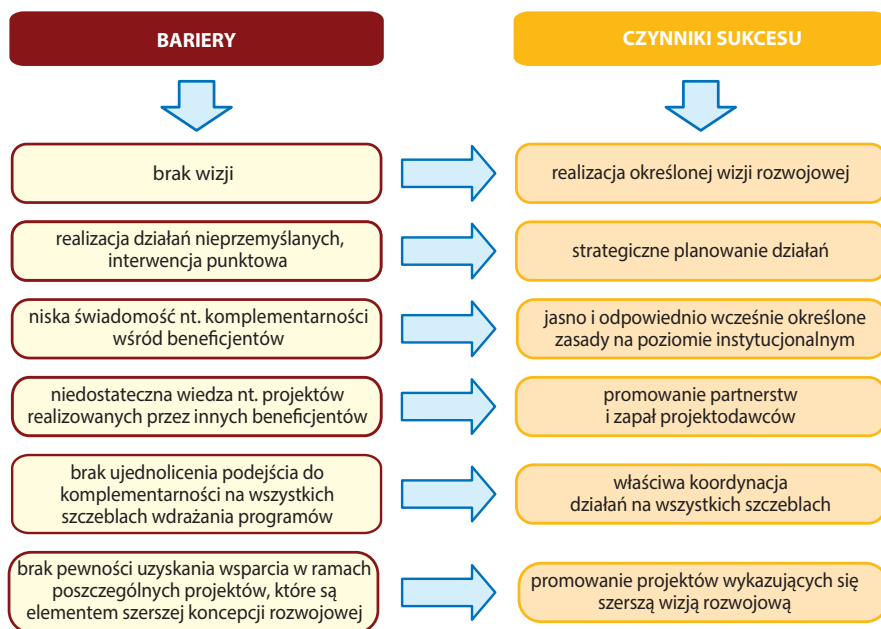 BARIERY
CZYNNIKI SUKCESU
brak wizji
realizacja określonej wizji rozwojowej
realizacja działań nieprzemyślanych,
interwencja punktowa
strategiczne planowanie działań
niska świadomość nt. komplementarności
wśród beneficjentów
jasno i odpowiednio wcześnie określone
zasady na poziomie instytucjonalnym
niedostateczna wiedza nt. projektów
realizowanych przez innych beneficjentów
promowanie partnerstw
i zapał projektodawców
brak ujednolicenia podejścia do
komplementarności na wszystkich
szczeblach wdrażania programów
właściwa koordynacja
działań na wszystkich szczeblach
brak pewności uzyskania wsparcia w ramach
poszczególnych projektów, które są
elementem szerszej koncepcji rozwojowej
promowanie projektów wykazujących się
szerszą wizją rozwojową